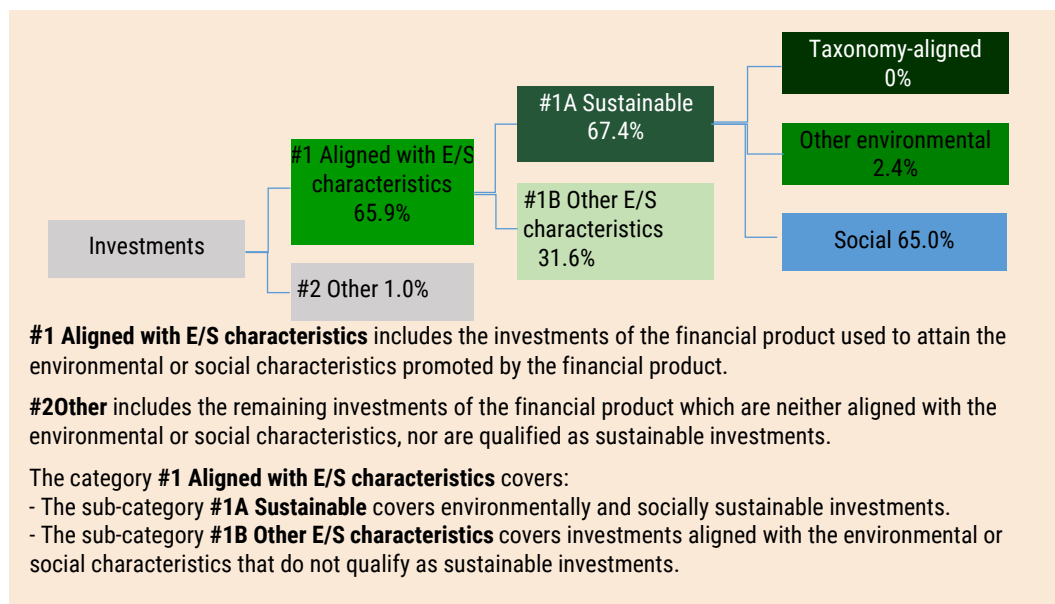 Taxonomy-aligned
0%
#1A Sustainable
67.4%
Other environmental
2.4%
#1 Aligned with E/S
characteristics
65.9%
#1B Other E/S
characteristics
31.6%
Social 65.0%
Investments
#2 Other 1.0%
#1 Aligned with E/S characteristics includes the investments of the financial product used to attain the
environmental or social characteristics promoted by the financial product.
#2Other includes the remaining investments of the financial product which are neither aligned with the
environmental or social characteristics, nor are qualified as sustainable investments.
The category #1 Aligned with E/S characteristics covers:
- The sub-category #1A Sustainable covers environmentally and socially sustainable investments.
- The sub-category #1B Other E/S characteristics covers investments aligned with the environmental or
social characteristics that do not qualify as sustainable investments.